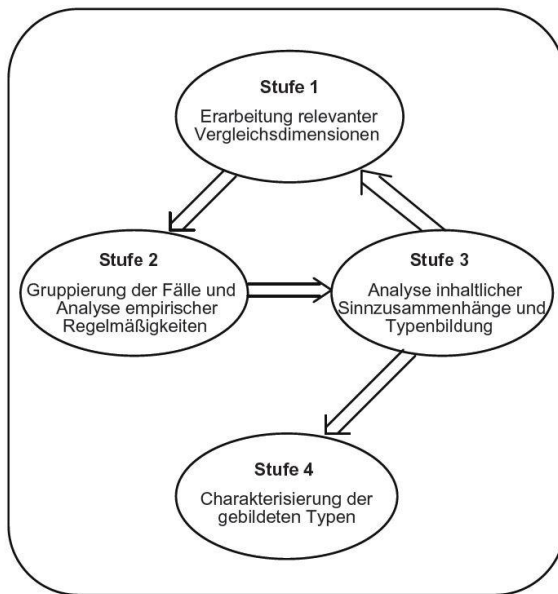 Stufe 1
Erarbeitung relevanter
Vergleichsdimensionen
Stufe 2
Gruppierung der Fälle und
Analyse empirischer
Regelmäßigkeiten
Stufe 3
Analyse inhaltlicher
Sinnzusammenhänge und
Typenbildung
Stufe 4
Charakterisierung der
gebildeten Typen